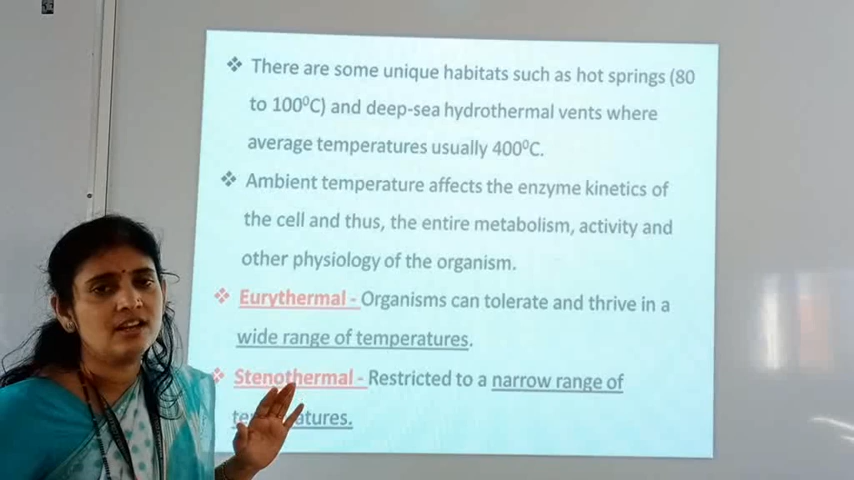 ❖ There are some unique habitats such as hot springs (80
to 100⁰C) and deep-sea hydrothermal vents where
average temperatures usually 400⁰C.
❖ Ambient temperature affects the enzyme kinetics of
the cell and thus, the entire metabolism, activity and
other physiology of the organism.
❖ Eurythermal - Organisms can tolerate and thrive in a
wide range of temperatures.
❖ Stenothermal - Restricted to a narrow range of